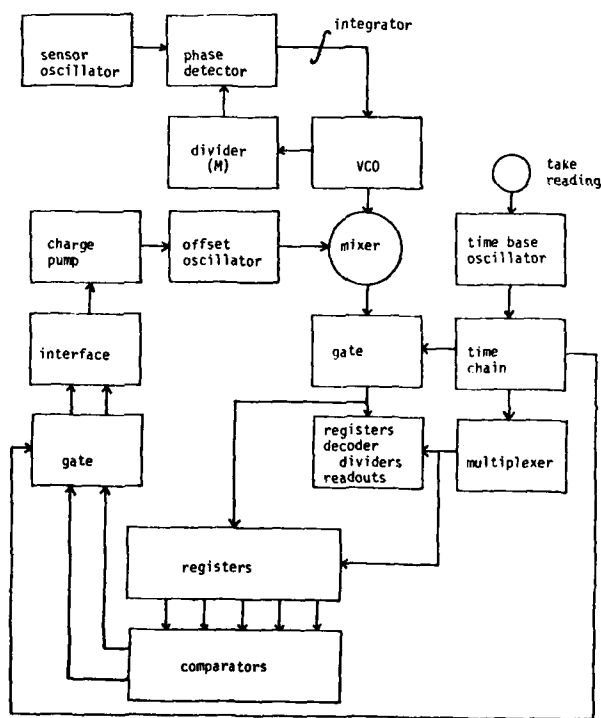 integrator
sensor
oscillator
phase
detector
divider
(M)
VCO
take
reading
charge
pump
offset
oscillator
mixer
time base
oscillator
interface
gate
time
chain
gate
registers
decoder
dividers
readouts
multiplexer
registers
comparators